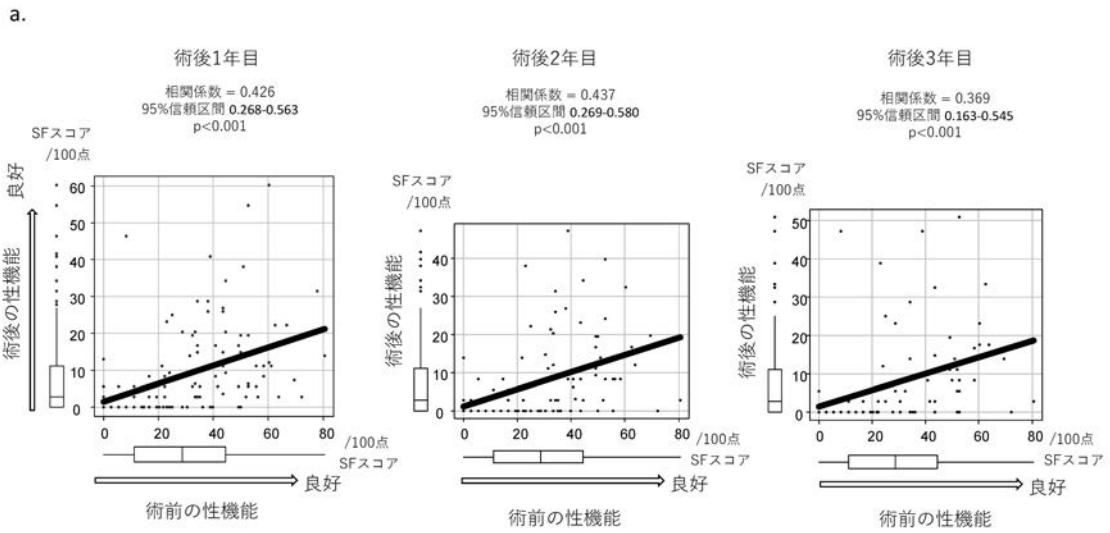 a.
術後1年目
相関係数 = 0.426
95%信頼区間 0.268-0.563
p<0.001
SFスコア
/100点
良好
術後の性機能
60
50
40
30
20
10
0
0 20 40 60 80
/100点
SFスコア
良好
術前の性機能
術後2年目
相関係数 = 0.437
95%信頼区間 0.269-0.580
p<0.001
SFスコア
/100点
術後の性機能
40
30
20
10
0
0 20 40 60 80
/100点
SFスコア
良好
術前の性機能
術後3年目
相関係数 = 0.369
95%信頼区間 0.163-0.545
p<0.001
SFスコア
/100点
術後の性機能
50
40
30
20
10
0
0 20 40 60 80
/100点
SFスコア
良好
術前の性機能